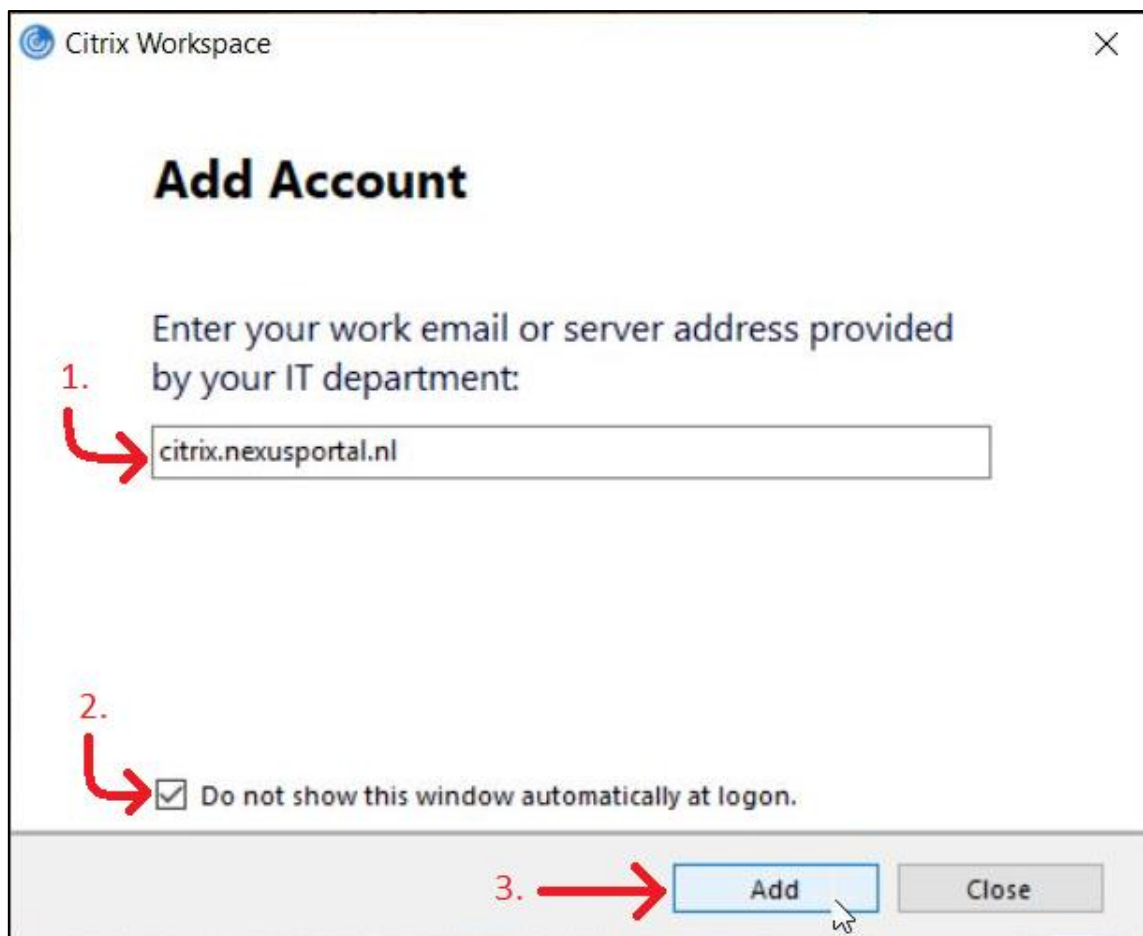 Citrix Workspace
Add Account
Enter your work email or server address provided
by your IT department:
1.
citrix.nexusportal.nl
2.
Do not show this window automatically at logon.
3.
Add
Close